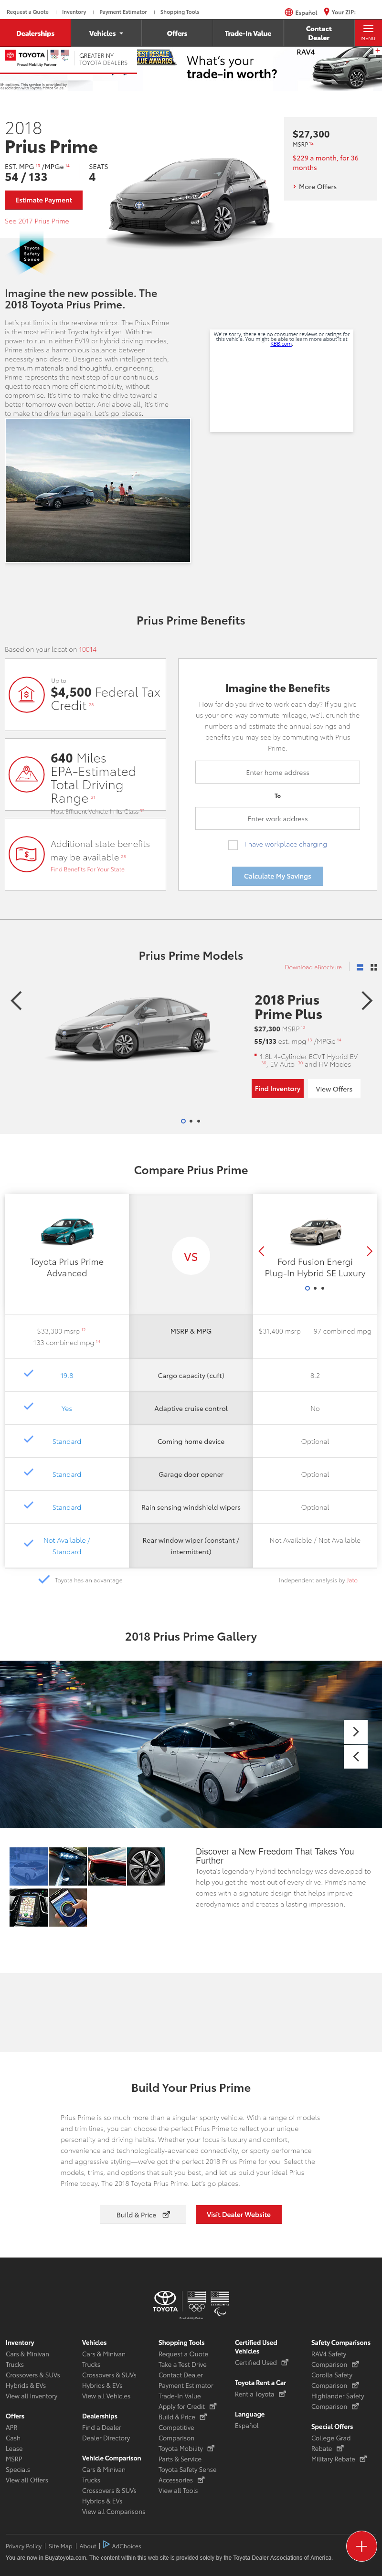 Request a Quote | Inventory | Payment Estimator | Shopping Tools
Español Your ZIP:
Dealerships Vehicles Offers Trade-In Value Contact Dealer MENU
TOYOTA
Proud Mobility Partner
GREATER NY
TOYOTA DEALERS
BEST RESALE
VALUE AWARDS
What's your
trade-in worth?
RAV4
association with Toyota Motor Sales
2018
Prius Prime
EST. MPG 13 /MPGe 14 SEATS
54 / 133 4
Estimate Payment
See 2017 Prius Prime
$27,300
MSRP 12
$229 a month, for 36
months
More Offers
Toyota
Safety
Sense
Imagine the new possible. The
2018 Toyota Prius Prime.
Let's put limits in the rearview mirror. The Prius Prime
is the most efficient Toyota hybrid yet. With the
power to run in either EV19 or hybrid driving modes,
Prime strikes a harmonious balance between
necessity and desire. Designed with intelligent tech,
premium materials and thoughtful engineering,
Prime represents the next step of our continuous
quest to reach more efficient mobility, without
compromise. It's time to make the drive toward a
better tomorrow even better. And above all, it's time
to make the drive fun again. Let's go places.
We're sorry, there are no consumer reviews or ratings for
this vehicle. You might be able to learn more about it at
KBB.com.
Prius Prime Benefits
Based on your location 10014
Up to
$4,500 Federal Tax
Credit
640 Miles
EPA-Estimated
Total Driving
Range
Most Efficient Vehicle In Its Class
Additional state benefits
may be available
Find Benefits For Your State
Imagine the Benefits
How far do you drive to work each day? If you give
us your one-way commute mileage, we'll crunch the
numbers and estimate the annual savings and
benefits you may see by commuting with Prius
Prime.
Enter home address
To
Enter work address
I have workplace charging
Calculate My Savings
Prius Prime Models
Download eBrochure
2018 Prius
Prime Plus
$27,300 MSRP 12
55/133 est. mpg 13 /MPGe 14
1.8L 4-Cylinder ECVT Hybrid EV
, EV Auto and HV Modes
Find Inventory View Offers
Compare Prius Prime
Toyota Prius Prime
Advanced
VS
Ford Fusion Energi
Plug-In Hybrid SE Luxury
$33,300 msrp 12
133 combined mpg 14
MSRP & MPG
$31,400 msrp 97 combined mpg
19.8 Cargo capacity (cuft) 8.2
Yes Adaptive cruise control No
Standard Coming home device Optional
Standard Garage door opener Optional
Standard Rain sensing windshield wipers Optional
Not Available /
Standard
Rear window wiper (constant /
intermittent)
Not Available / Not Available
Toyota has an advantage
Independent analysis by Jato
2018 Prius Prime Gallery
Discover a New Freedom That Takes You
Further
Toyota's legendary hybrid technology was developed to
help you get the most out of every drive. Prius Prime's name
comes with a signature design that helps improve
aerodynamics and creates a lasting impression.
Build Your Prius Prime
Prius Prime is so much more than a singular sporty vehicle. With a range of models
and trim levels, you can choose the perfect Prius Prime to reflect your unique
personality and driving habits. Whether your focus is luxury and comfort,
convenience and technologically-advanced connectivity, or sporty performance
and aggressive styling—we've got the perfect 2018 Prius Prime for you. Select the
models, trims, and options that suit you best, and let us build your ideal Prius
Prime today. The 2018 Toyota Prius Prime. Let's go places.
Build & Price Visit Dealer Website
TOYOTA
Inventory
Cars & Minivan
Trucks
Crossovers & SUVs
Hybrids & EVs
View all Inventory
Offers
APR
Cash
Lease
MSRP
Specials
View all Offers
Vehicles
Cars & Minivan
Trucks
Crossovers & SUVs
Hybrids & EVs
View all Vehicles
Dealerships
Find a Dealer
Dealer Directory
Vehicle Comparison
Cars & Minivan
Trucks
Crossovers & SUVs
Hybrids & EVs
View all Comparisons
Shopping Tools
Request a Quote
Take a Test Drive
Contact Dealer
Payment Estimator
Trade-In Value
Apply for Credit
Build & Price
Competitive
Comparison
Toyota Mobility
Parts & Service
Toyota Safety Sense
Accessories
View all Tools
Certified Used
Vehicles
Certified Used
Toyota Rent a Car
Rent a Toyota
Language
Español
Safety Comparisons
RAV4 Safety
Comparison
Corolla Safety
Comparison
Highlander Safety
Comparison
Special Offers
College Grad
Rebate
Military Rebate
Privacy Policy | Site Map | About | AdChoices
You are now in Buyatoyota.com. The content within this web site is provided solely by the Toyota Dealer Associations of America.